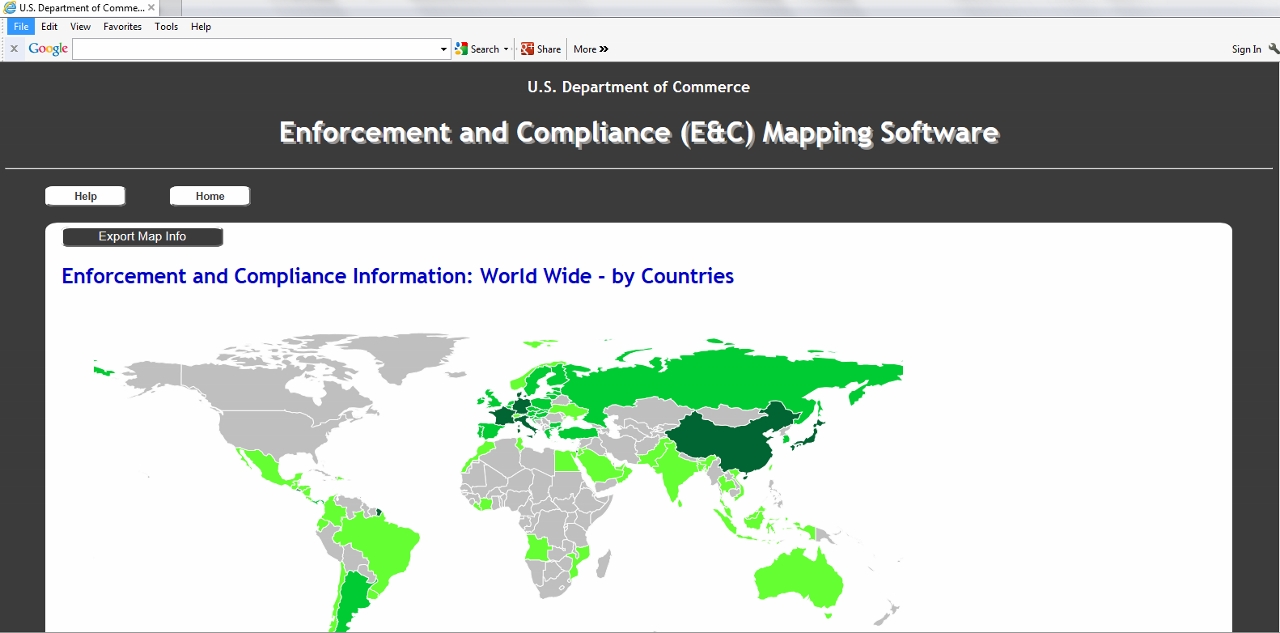 U.S. Department of Comme...
File Edit View Favorites Tools Help
x Google Search Share More »
Sign In
U.S. Department of Commerce
Enforcement and Compliance (E&C) Mapping Software
Help Home
Export Map Info
Enforcement and Compliance Information: World Wide - by Countries